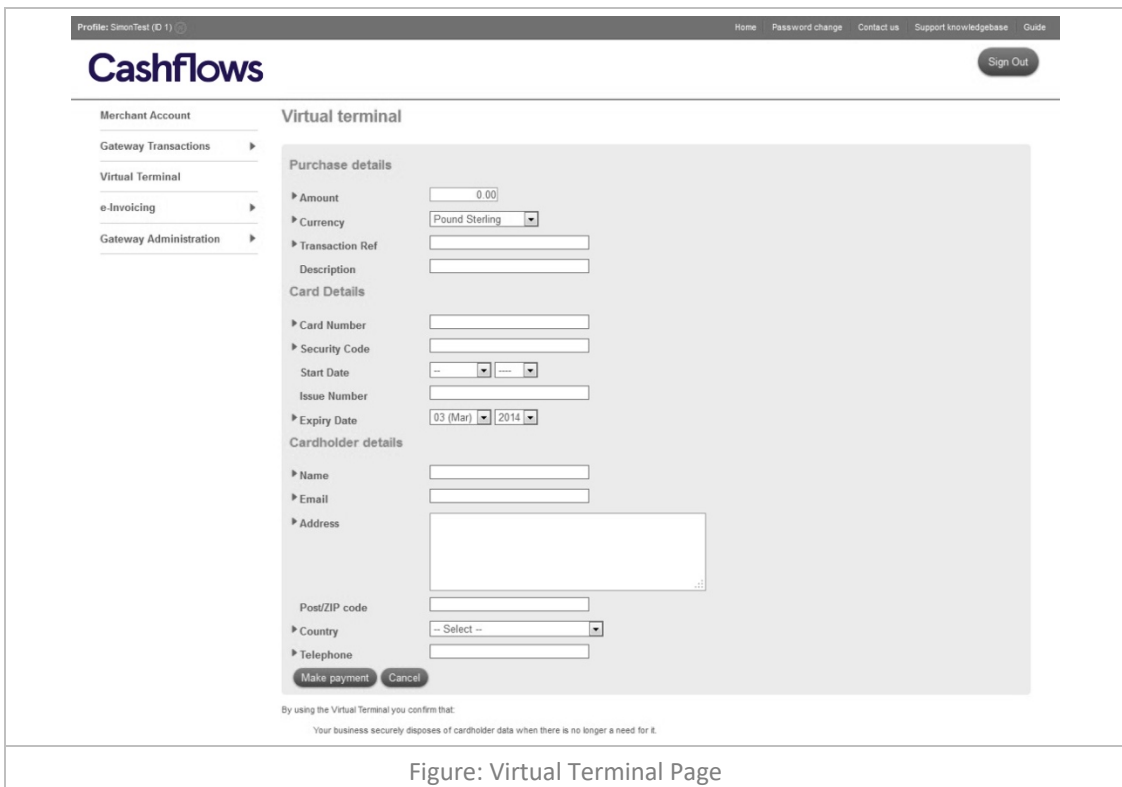 Profile: SimonTest (ID 1)
Home Password change Contact us Support knowledgebase Guide
Cashflows
Sign Out
Merchant Account
Gateway Transactions
Virtual Terminal
e-Invoicing
Gateway Administration
Virtual terminal
Purchase details
Amount 0.00
Currency Pound Sterling
Transaction Ref
Description
Card Details
Card Number
Security Code
Start Date -- ----
Issue Number
Expiry Date 03 (Mar) 2014
Cardholder details
Name
Email
Address
Post/ZIP code
Country -- Select --
Telephone
Make payment Cancel
By using the Virtual Terminal you confirm that:
Your business securely disposes of cardholder data when there is no longer a need for it.
Figure: Virtual Terminal Page